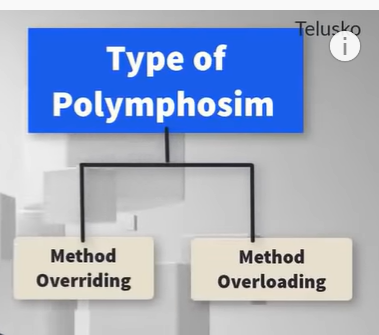 Telusko
i
Type of
Polymphosim
Method
Overriding
Method
Overloading